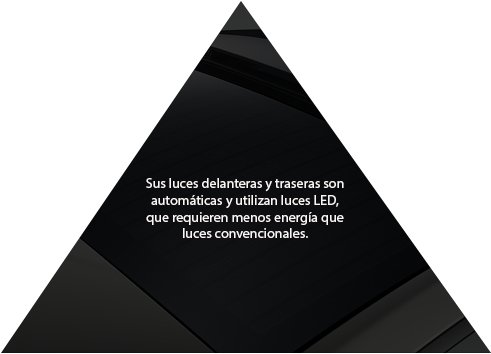 Sus luces delanteras y traseras son
automáticas y utilizan luces LED,
que requieren menos energía que
luces convencionales.